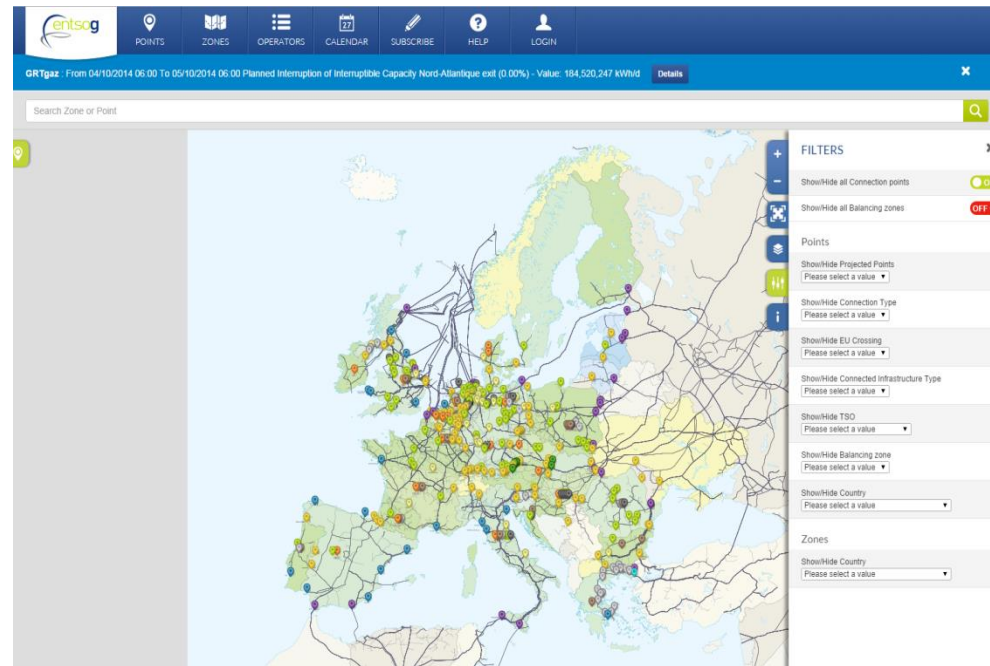 entsog
POINTS
ZONES
OPERATORS
27
CALENDAR
SUBSCRIBE
?
HELP
LOGIN
GRTgaz : From 04/10/2014 06:00 To 05/10/2014 06:00 Planned Interruption of Interruptible Capacity Nord-Atlantique exit (0.00%) - Value: 184,520,247 kWh/d Details
Search Zone or Point
FILTERS
Show/Hide all Connection points
Show/Hide all Balancing zones OFF
Points
Show/Hide Projected Points
Please select a value
Show/Hide Connection Type
Please select a value
Show/Hide EU Crossing
Please select a value
Show/Hide Connected Infrastructure Type
Please select a value
Show/Hide TSO
Please select a value
Show/Hide Balancing zone
Please select a value
Show/Hide Country
Please select a value
Zones
Show/Hide Country
Please select a value